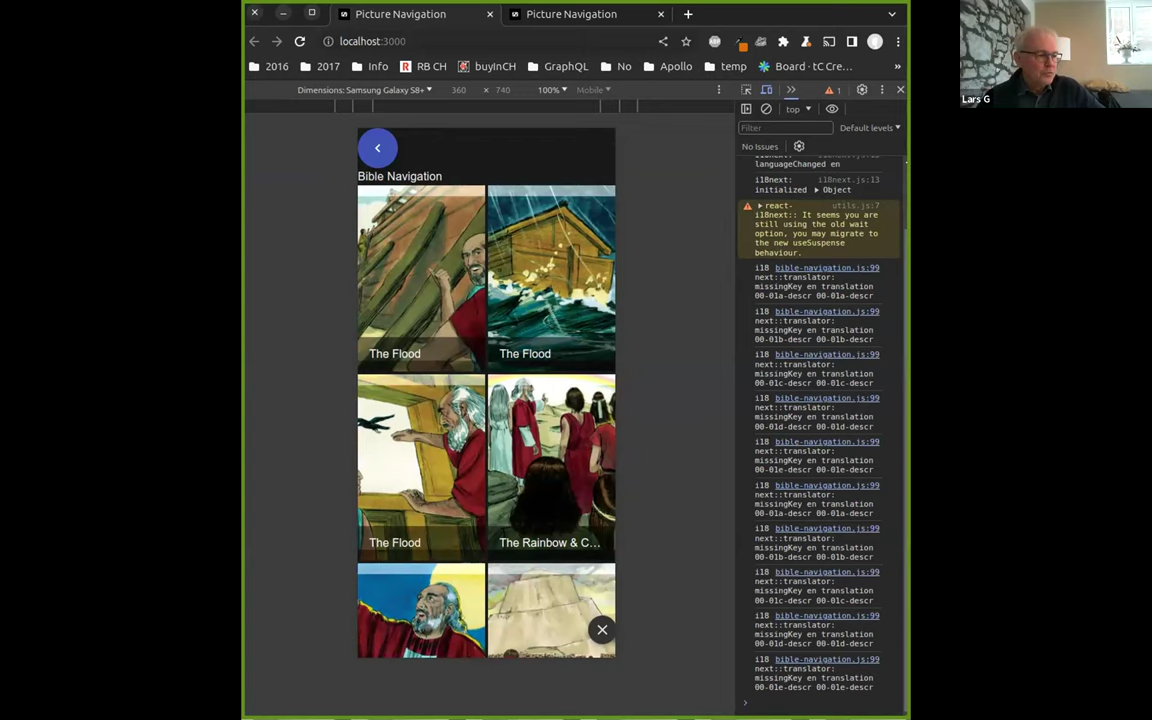 Picture Navigation
Picture Navigation
localhost:3000
2016
2017
Info
RB CH
buyInCH
GraphQL
No
Apollo
temp
Board · tC Cre…
»
Dimensions: Samsung Galaxy S8+
360 × 740
100%
Mobile
1
top
Filter
Default levels
No Issues
languageChanged en
i18next: i18next.js:13
initialized Object
react- utils.js:7
i18next:: It seems you are
still using the old wait
option, you may migrate to
the new useSuspense
behaviour.
i18 bible-navigation.js:99
next::translator:
missingKey en translation
00-01a-descr 00-01a-descr
i18 bible-navigation.js:99
next::translator:
missingKey en translation
00-01b-descr 00-01b-descr
i18 bible-navigation.js:99
next::translator:
missingKey en translation
00-01c-descr 00-01c-descr
i18 bible-navigation.js:99
next::translator:
missingKey en translation
00-01d-descr 00-01d-descr
i18 bible-navigation.js:99
next::translator:
missingKey en translation
00-01e-descr 00-01e-descr
i18 bible-navigation.js:99
next::translator:
missingKey en translation
00-01a-descr 00-01a-descr
i18 bible-navigation.js:99
next::translator:
missingKey en translation
00-01b-descr 00-01b-descr
i18 bible-navigation.js:99
next::translator:
missingKey en translation
00-01c-descr 00-01c-descr
i18 bible-navigation.js:99
next::translator:
missingKey en translation
00-01d-descr 00-01d-descr
i18 bible-navigation.js:99
next::translator:
missingKey en translation
00-01e-descr 00-01e-descr
Bible Navigation
The Flood
The Flood
The Flood
The Rainbow & C…
Lars G